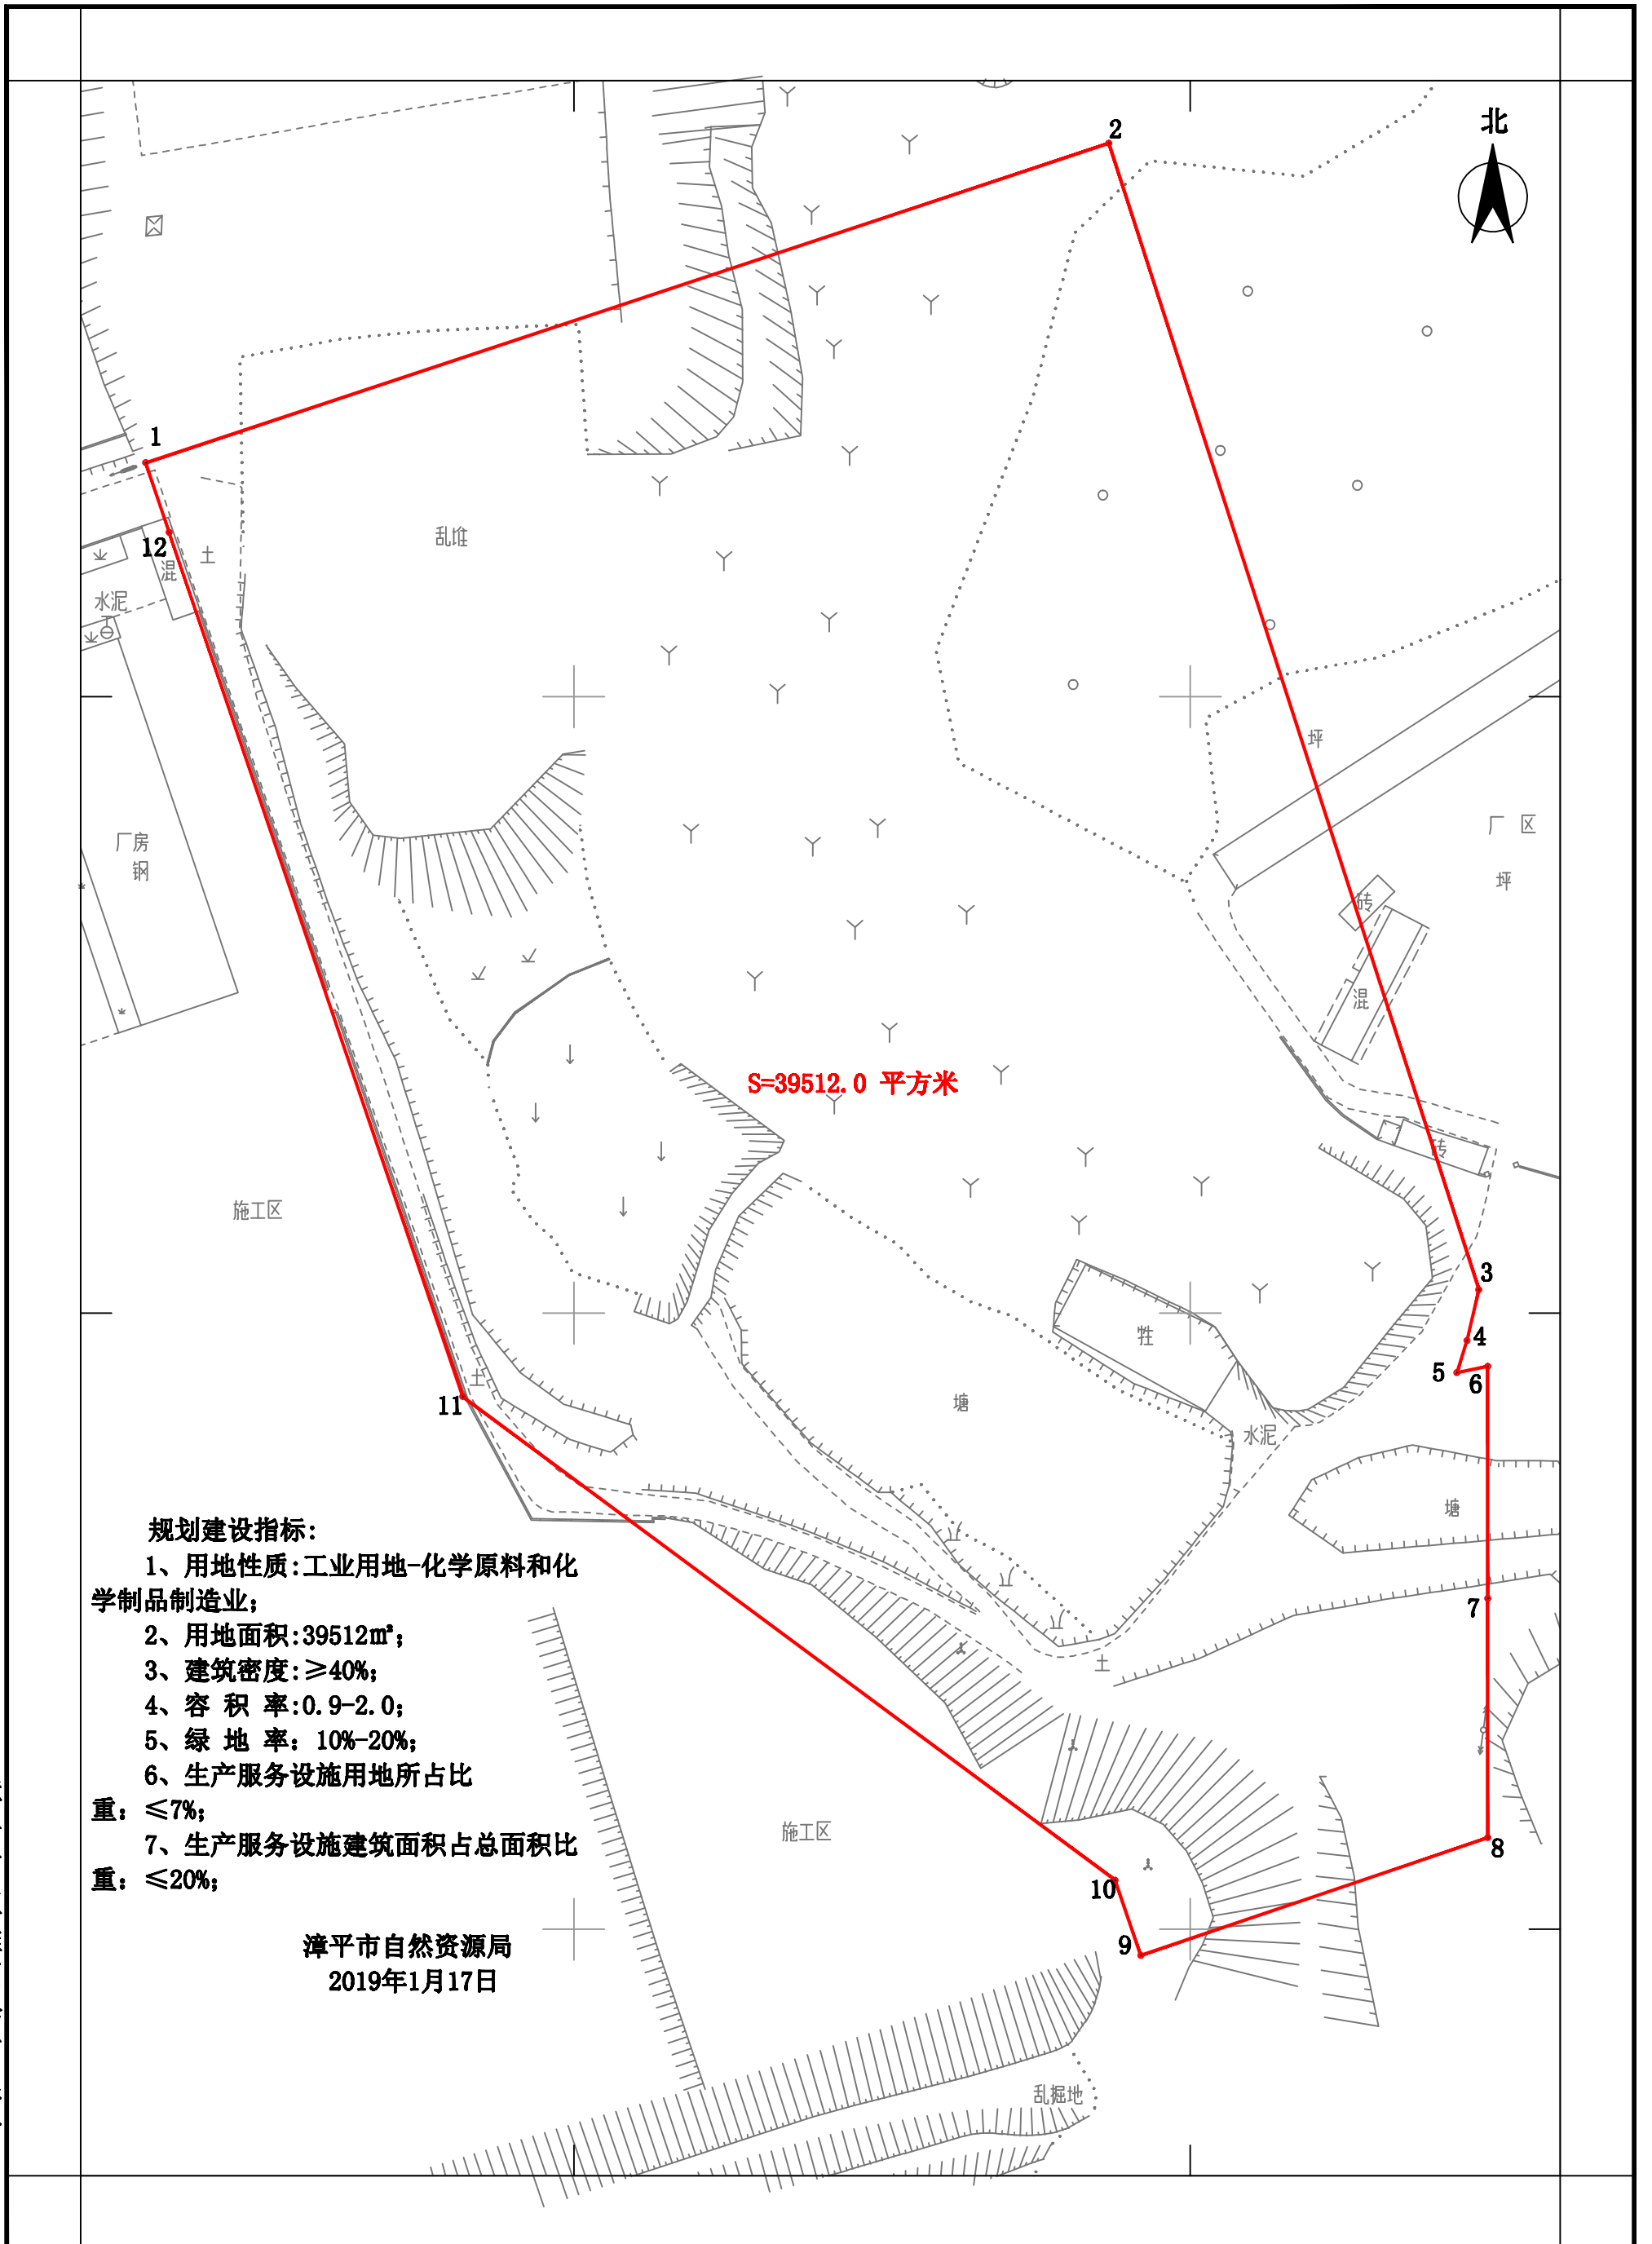 北
2
1
12
土
混
水泥
乱堆
坪
厂 区
坪
厂房
钢
砖
混
S=39512.0 平方米
砖
施工区
3
4
5
6
牲
土
11
塘
水泥
塘
规划建设指标:
1、用地性质:工业用地-化学原料和化
学制品制造业;
2、用地面积:39512㎡;
3、建筑密度:≥40%;
4、容 积 率:0.9-2.0;
5、绿 地 率：10%-20%;
6、生产服务设施用地所占比
重：≤7%;
7、生产服务设施建筑面积占总面积比
重：≤20%;
7
土
施工区
8
10
9
漳平市自然资源局
2019年1月17日
乱掘地